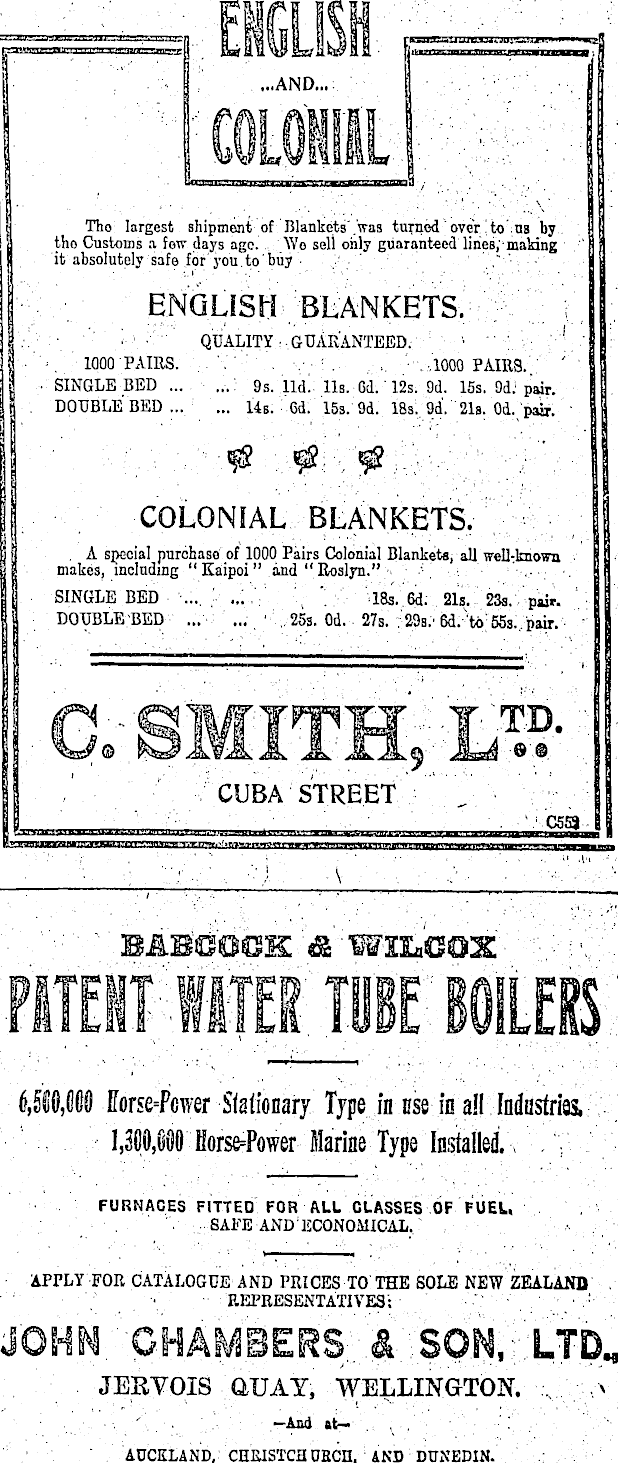 ENGLISH
...AND...
COLONIAL
The largest shipment of Blankets was turned over to us by
the Customs a few days ago. We sell only guaranteed lines, making
it absolutely safe for you to buy
ENGLISH BLANKETS.
QUALITY GUARANTEED.
1000 PAIRS. 1000 PAIRS.
SINGLE BED ... ... 9s. 11d. 11s. 6d. 12s. 9d. 15s. 9d. pair.
DOUBLE BED ... ... 14s. 6d. 15s. 9d. 18s. 9d. 21s. 0d. pair.
COLONIAL BLANKETS.
A special purchase of 1000 Pairs Colonial Blankets, all well-known
makes, including "Kaipoi" and "Roslyn."
SINGLE BED ... ... 18s. 6d. 21s. 23s. pair.
DOUBLE BED ... ... 25s. 0d. 27s. 29s. 6d. to 55s. pair.
C. SMITH, LTD.
CUBA STREET
BABCOCK & WILCOX
PATENT WATER TUBE BOILERS
6,500,000 Horse-Power Stationary Type in use in all Industries.
1,300,000 Horse-Power Marine Type Installed.
FURNACES FITTED FOR ALL CLASSES OF FUEL.
SAFE AND ECONOMICAL.
APPLY FOR CATALOGUE AND PRICES TO THE SOLE NEW ZEALAND
REPRESENTATIVES:
JOHN CHAMBERS & SON, LTD.,
JERVOIS QUAY, WELLINGTON.
—And at—
AUCKLAND, CHRISTCHURCH, AND DUNEDIN.